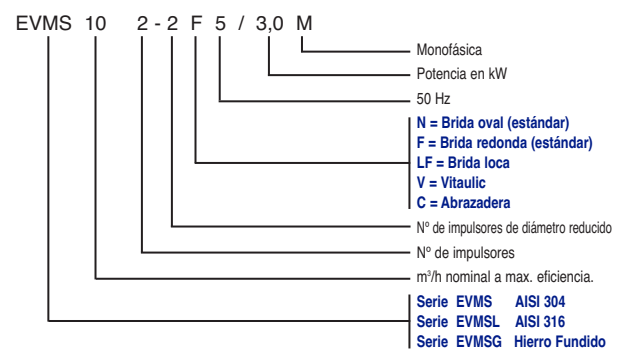 EVMS 10 2 - 2 F 5 / 3,0 M
Monofásica
Potencia en kW
50 Hz
N = Brida oval (estándar)
F = Brida redonda (estándar)
LF = Brida loca
V = Vitaulic
C = Abrazadera
Nº de impulsores de diámetro reducido
Nº de impulsores
m³/h nominal a max. eficiencia.
Serie EVMS AISI 304
Serie EVMSL AISI 316
Serie EVMSG Hierro Fundido